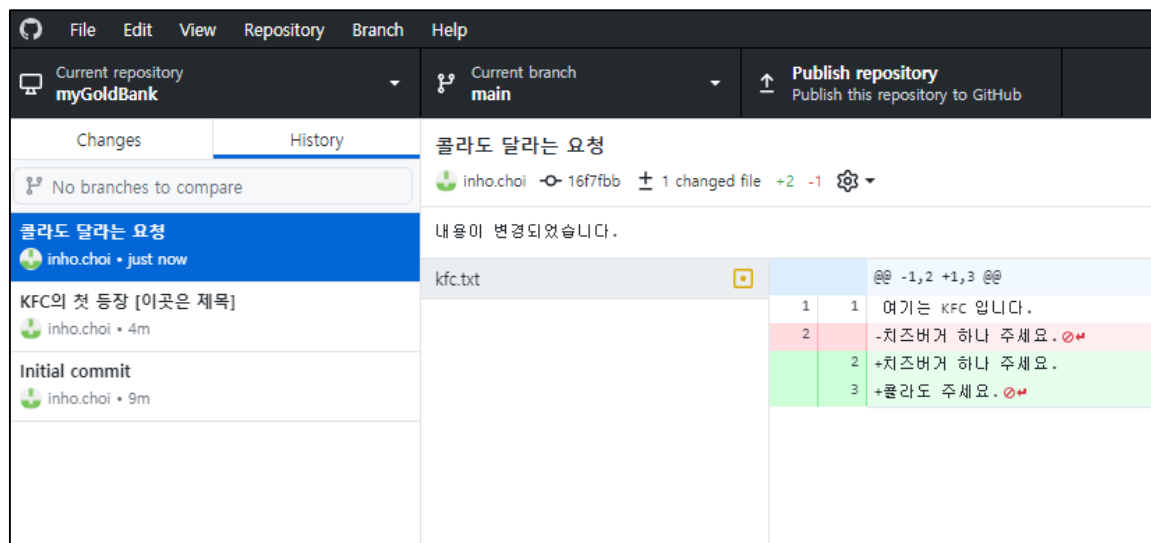 File Edit View Repository Branch Help
Current repository
myGoldBank
Current branch
main
Publish repository
Publish this repository to GitHub
Changes History
No branches to compare
콜라도 달라는 요청
inho.choi • just now
KFC의 첫 등장 [이곳은 제목]
inho.choi • 4m
Initial commit
inho.choi • 9m
콜라도 달라는 요청
inho.choi 16f7fbb 1 changed file +2 -1
내용이 변경되었습니다.
kfc.txt
@@ -1,2 +1,3 @@
1 1 여기는 KFC 입니다.
2 -치즈버거 하나 주세요.
2 +치즈버거 하나 주세요.
3 +콜라도 주세요.